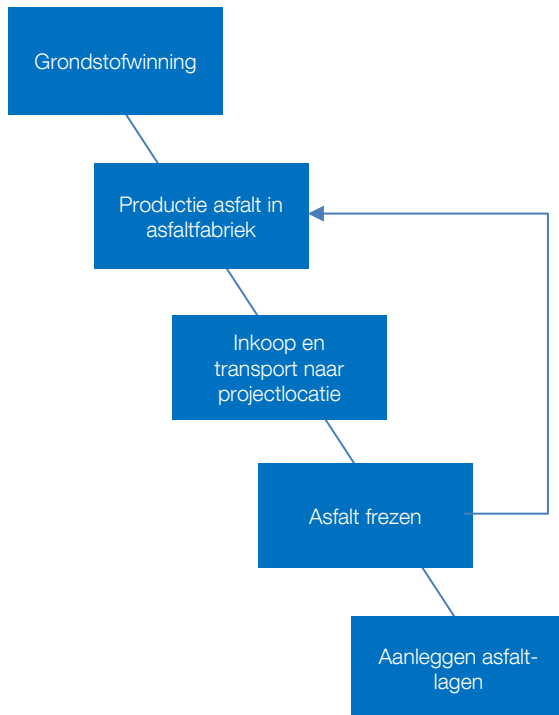 Grondstofwinning
Productie asfalt in
asfaltfabriek
Inkoop en
transport naar
projectlocatie
Asfalt frezen
Aanleggen asfalt-
lagen